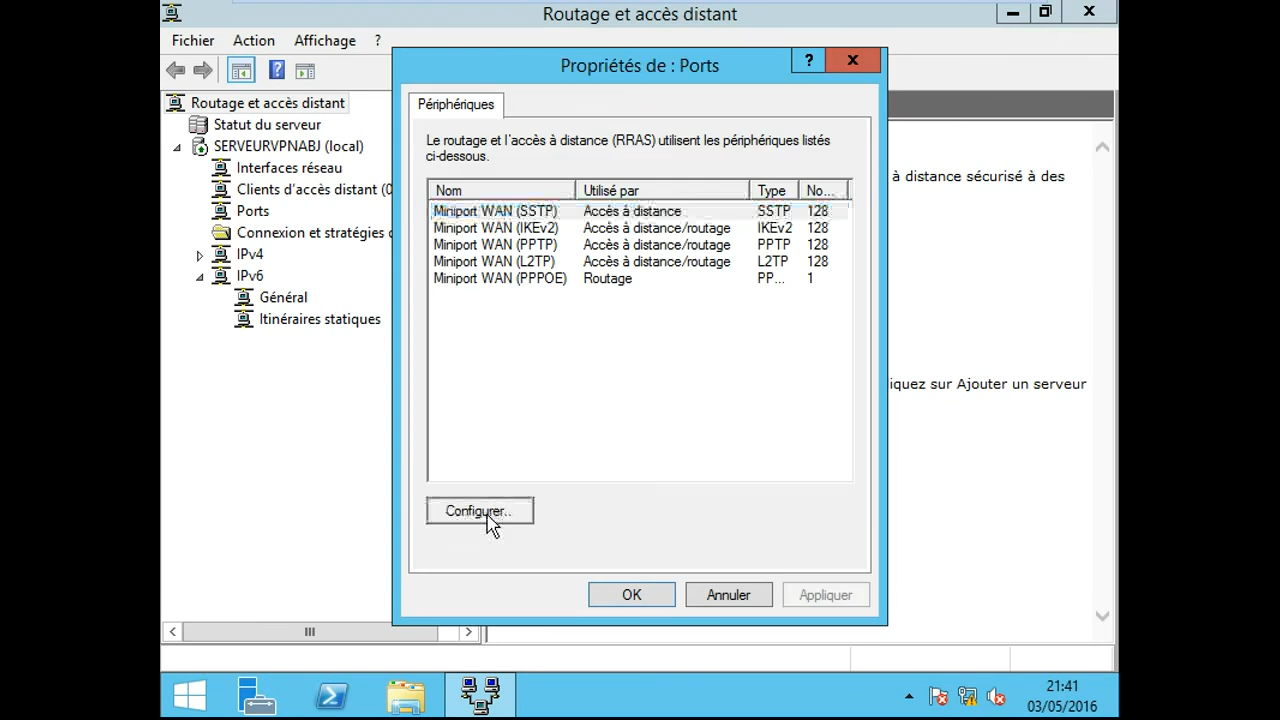 Routage et accès distant
Fichier Action Affichage ?
Propriétés de : Ports
?
Périphériques
Le routage et l'accès à distance (RRAS) utilisent les périphériques listés
ci-dessous.
Nom Utilisé par Type No...
Miniport WAN (SSTP) Accès à distance SSTP 128
Miniport WAN (IKEv2) Accès à distance/routage IKEv2 128
Miniport WAN (PPTP) Accès à distance/routage PPTP 128
Miniport WAN (L2TP) Accès à distance/routage L2TP 128
Miniport WAN (PPPOE) Routage PP... 1
Configurer..
OK Annuler Appliquer
Routage et accès distant
Statut du serveur
SERVEURVPNABJ (local)
Interfaces réseau
Clients d'accès distant (0
Ports
Connexion et stratégies
IPv4
IPv6
Général
Itinéraires statiques
à distance sécurisé à des
iquez sur Ajouter un serveur
21:41
03/05/2016